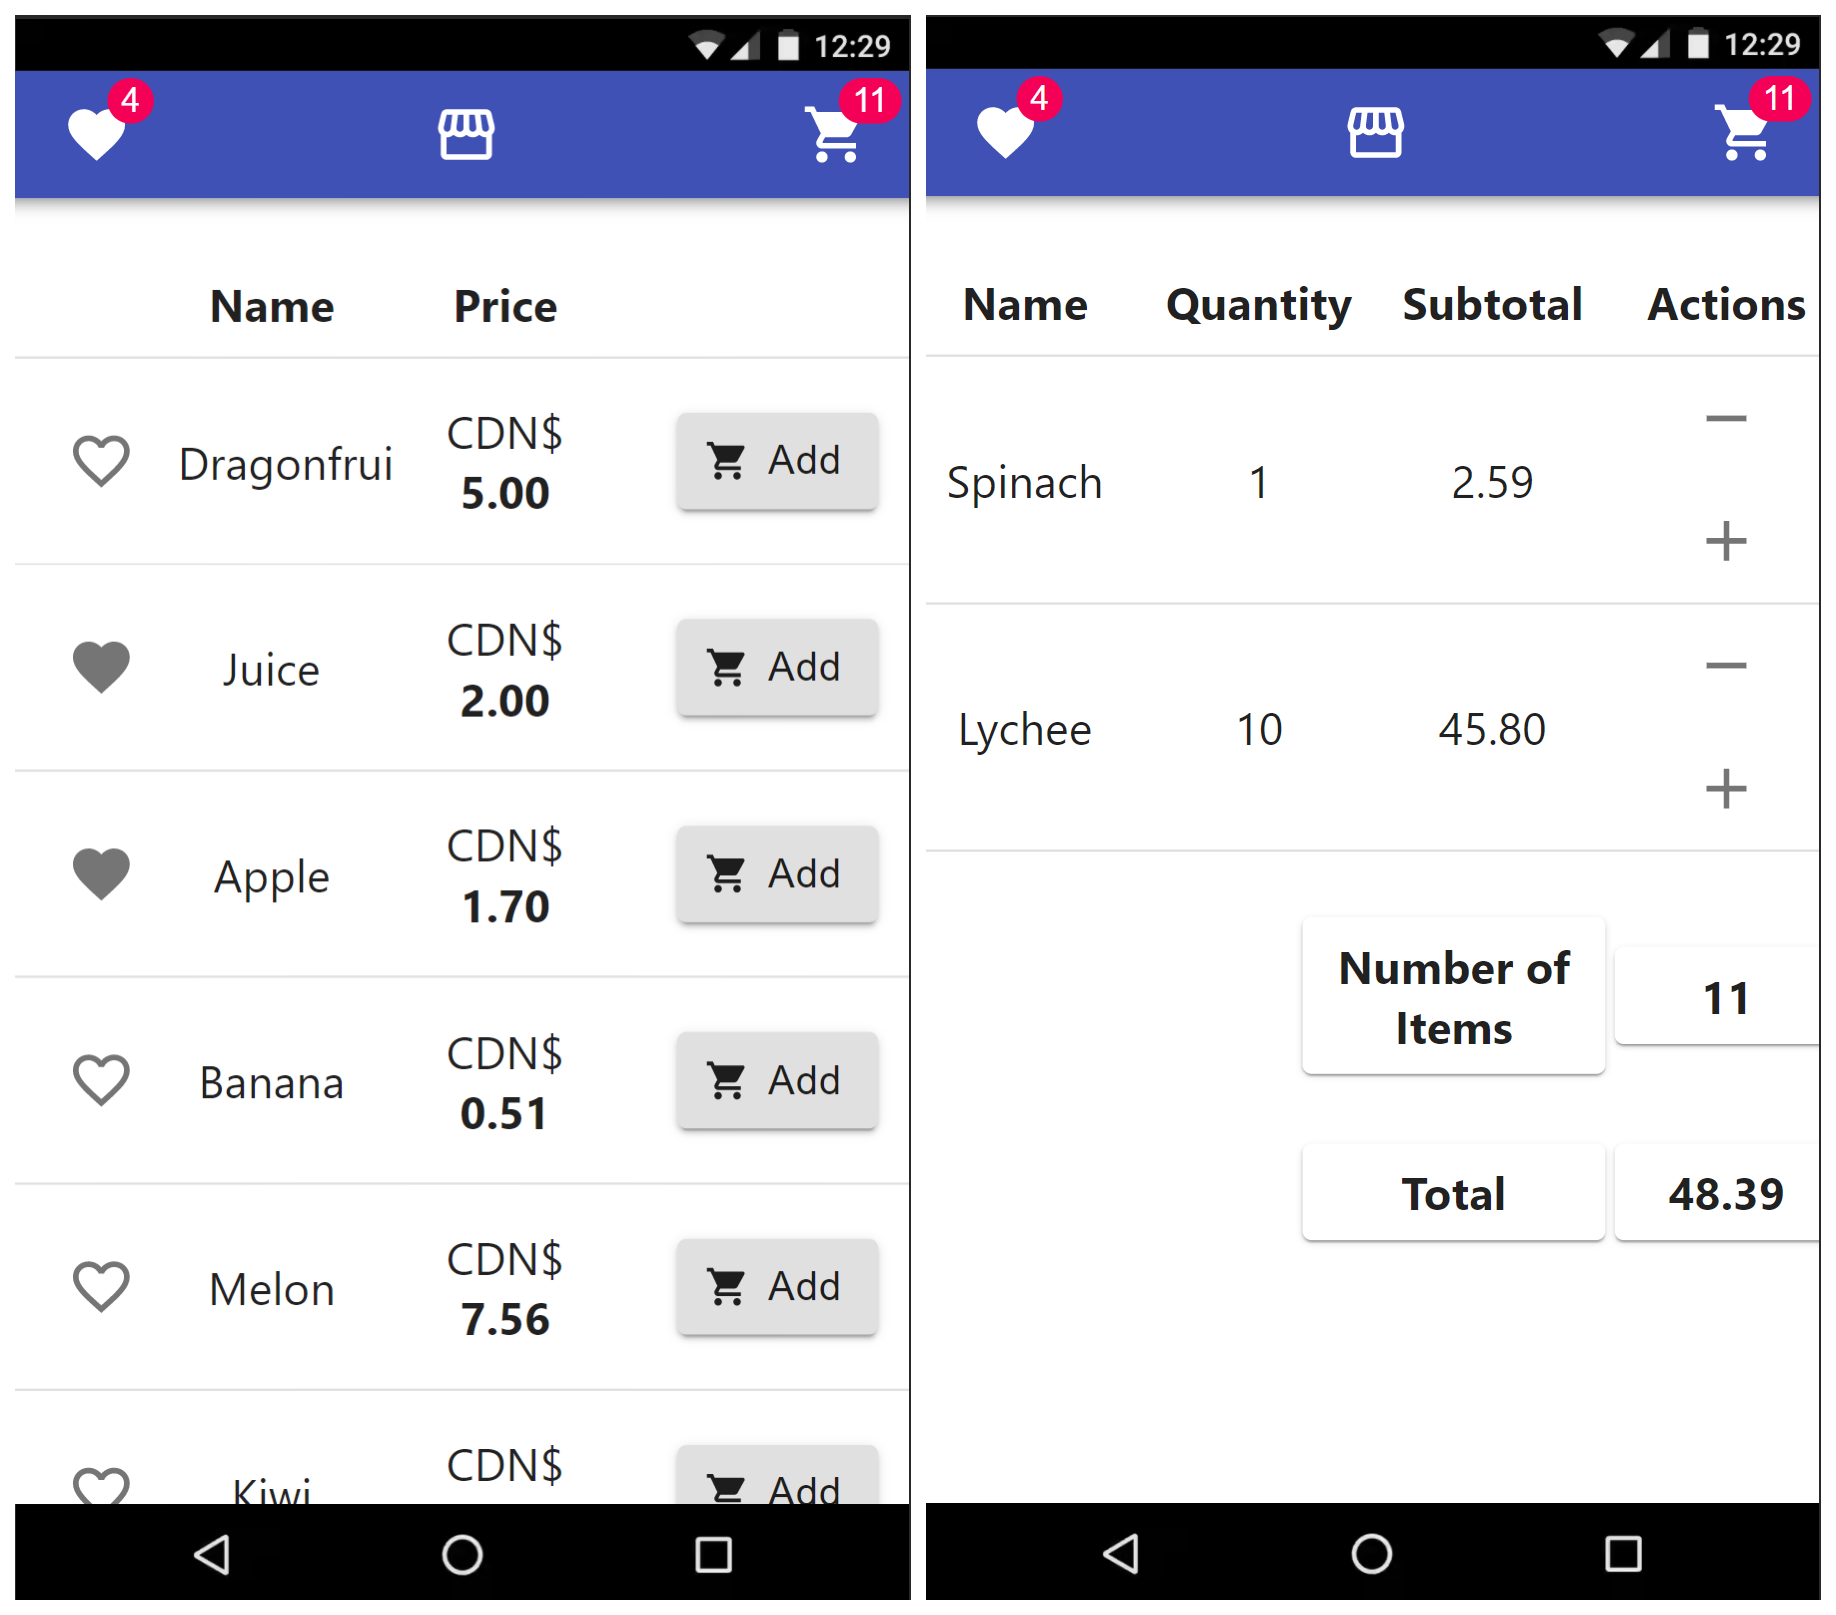 12:29
4
11
Name Price
Dragonfrui
CDN$
5.00
Add
Juice
CDN$
2.00
Add
Apple
CDN$
1.70
Add
Banana
CDN$
0.51
Add
Melon
CDN$
7.56
Add
Kiwi
CDN$
Add
12:29
4
11
Name Quantity Subtotal Actions
Spinach 1 2.59
Lychee 10 45.80
Number of
Items
11
Total 48.39